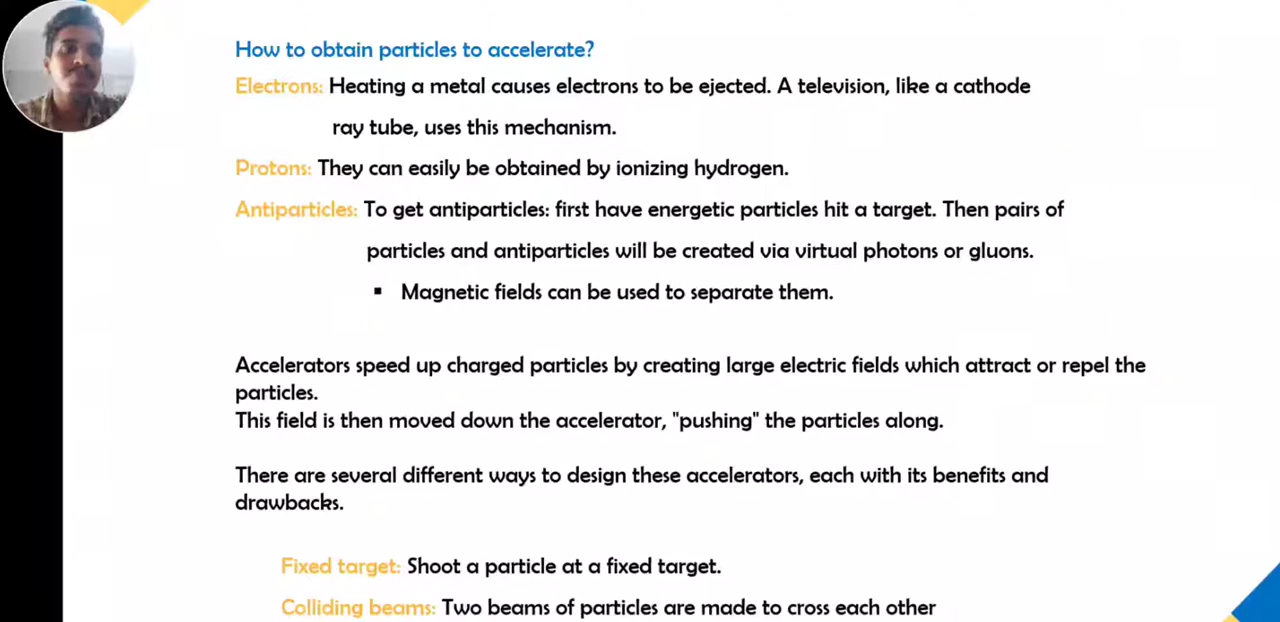 How to obtain particles to accelerate?
Electrons: Heating a metal causes electrons to be ejected. A television, like a cathode
ray tube, uses this mechanism.
Protons: They can easily be obtained by ionizing hydrogen.
Antiparticles: To get antiparticles: first have energetic particles hit a target. Then pairs of
particles and antiparticles will be created via virtual photons or gluons.
▪ Magnetic fields can be used to separate them.
Accelerators speed up charged particles by creating large electric fields which attract or repel the
particles.
This field is then moved down the accelerator, "pushing" the particles along.
There are several different ways to design these accelerators, each with its benefits and
drawbacks.
Fixed target: Shoot a particle at a fixed target.
Colliding beams: Two beams of particles are made to cross each other